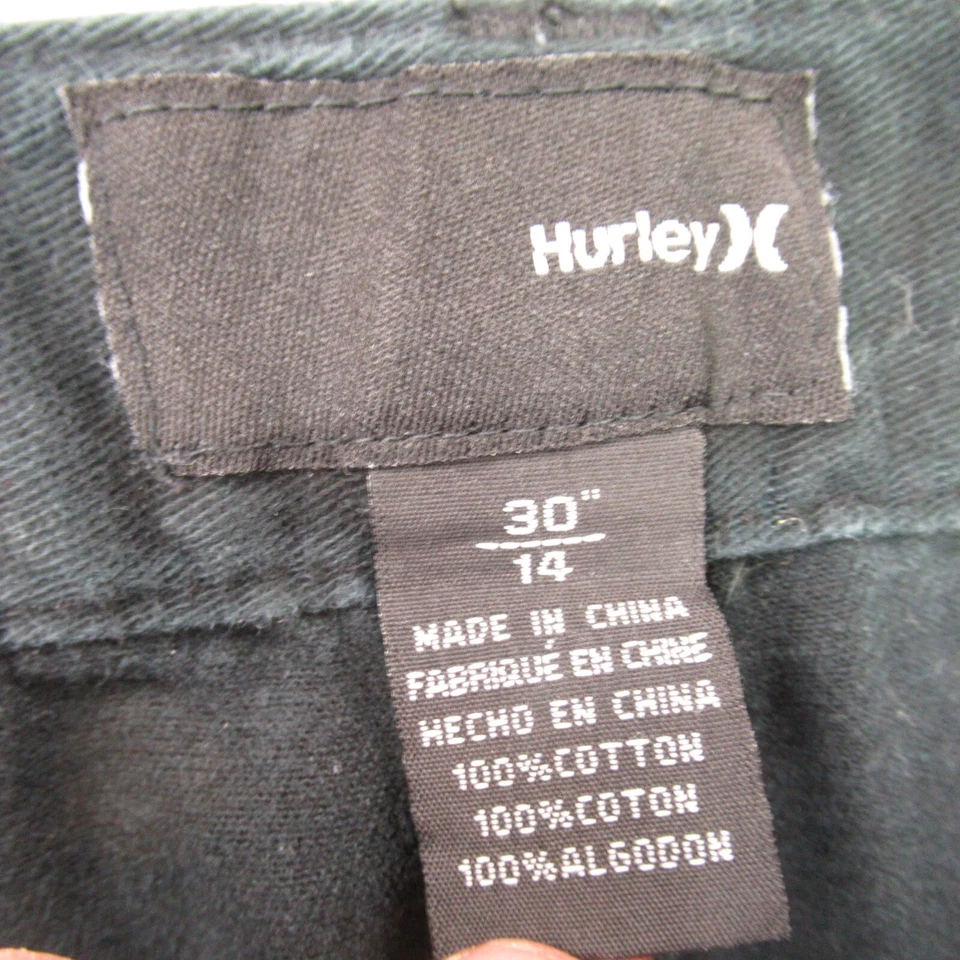 Hurley
30"
14
MADE IN CHINA
FABRIQUÉ EN CHINE
HECHO EN CHINA
100%COTTON
100%COTON
100%ALGODON